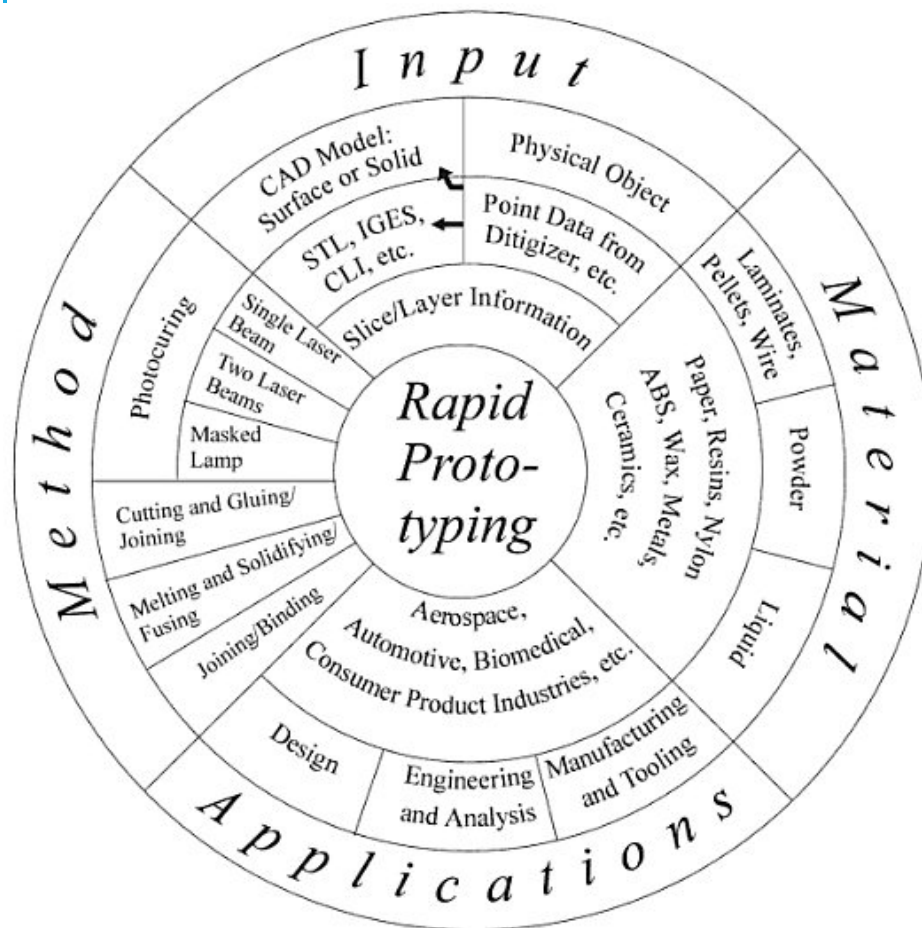 Input
CAD Model:
Surface or Solid
Physical Object
STL, IGES,
CLI, etc.
Point Data from
Ditigizer, etc.
Slice/Layer Information
Material
Laminates,
Pellets, Wire
Powder
Liquid
Paper, Resins, Nylon
ABS, Wax, Metals,
Ceramics, etc.
Method
Photocuring
Single Laser
Beam
Two Laser
Beams
Masked
Lamp
Cutting and Gluing/
Joining
Melting and Solidifying/
Fusing
Joining/Binding
Rapid
Proto-
typing
Aerospace,
Automotive, Biomedical,
Consumer Product Industries, etc.
Design
Engineering
and Analysis
Manufacturing
and Tooling
Applications